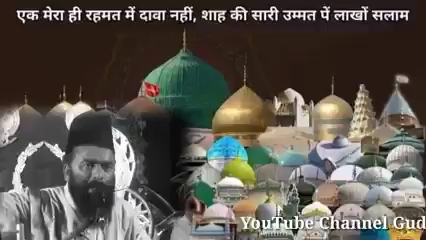 एक मेरा ही रहमत में दावा नहीं, शाह की सारी उम्मत पें लाखों सलाम
YouTube Channel Gud